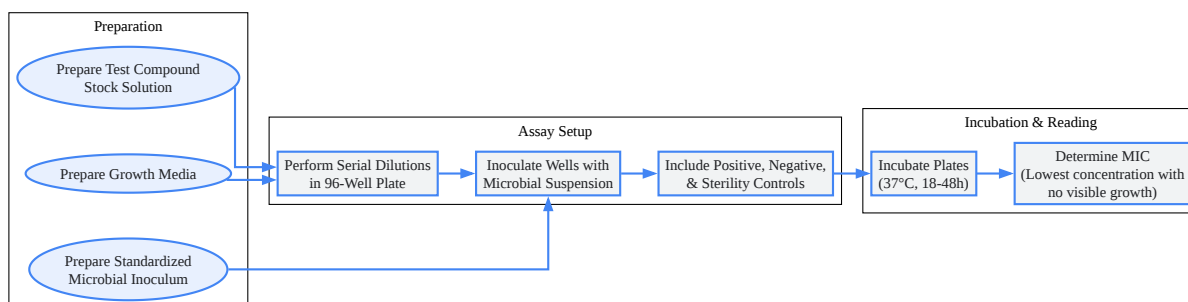 Preparation
Prepare Test Compound
Stock Solution
Prepare Growth Media
Prepare Standardized
Microbial Inoculum
Assay Setup
Perform Serial Dilutions
in 96-Well Plate
Inoculate Wells with
Microbial Suspension
Include Positive, Negative,
& Sterility Controls
Incubation & Reading
Incubate Plates
(37°C, 18-48h)
Determine MIC
(Lowest concentration with
no visible growth)